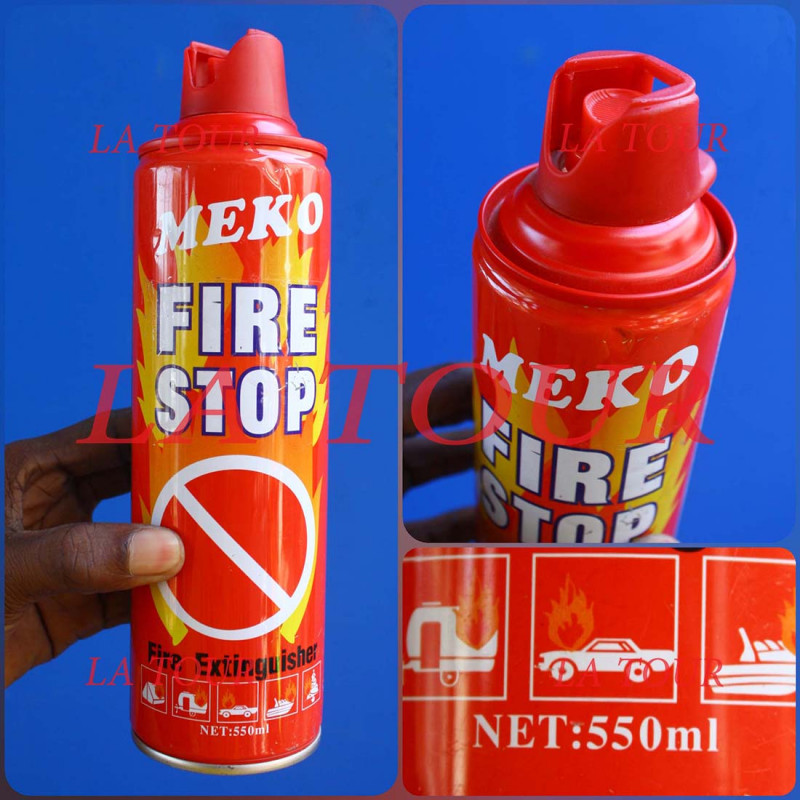 LA TOUR
MEKO
FIRE
STOP
Fire Extinguisher
NET:550ml
LA TOUR
LA TOUR
MEKO
FIRE
STOP
LA TOUR
NET:550ml
LA TOUR